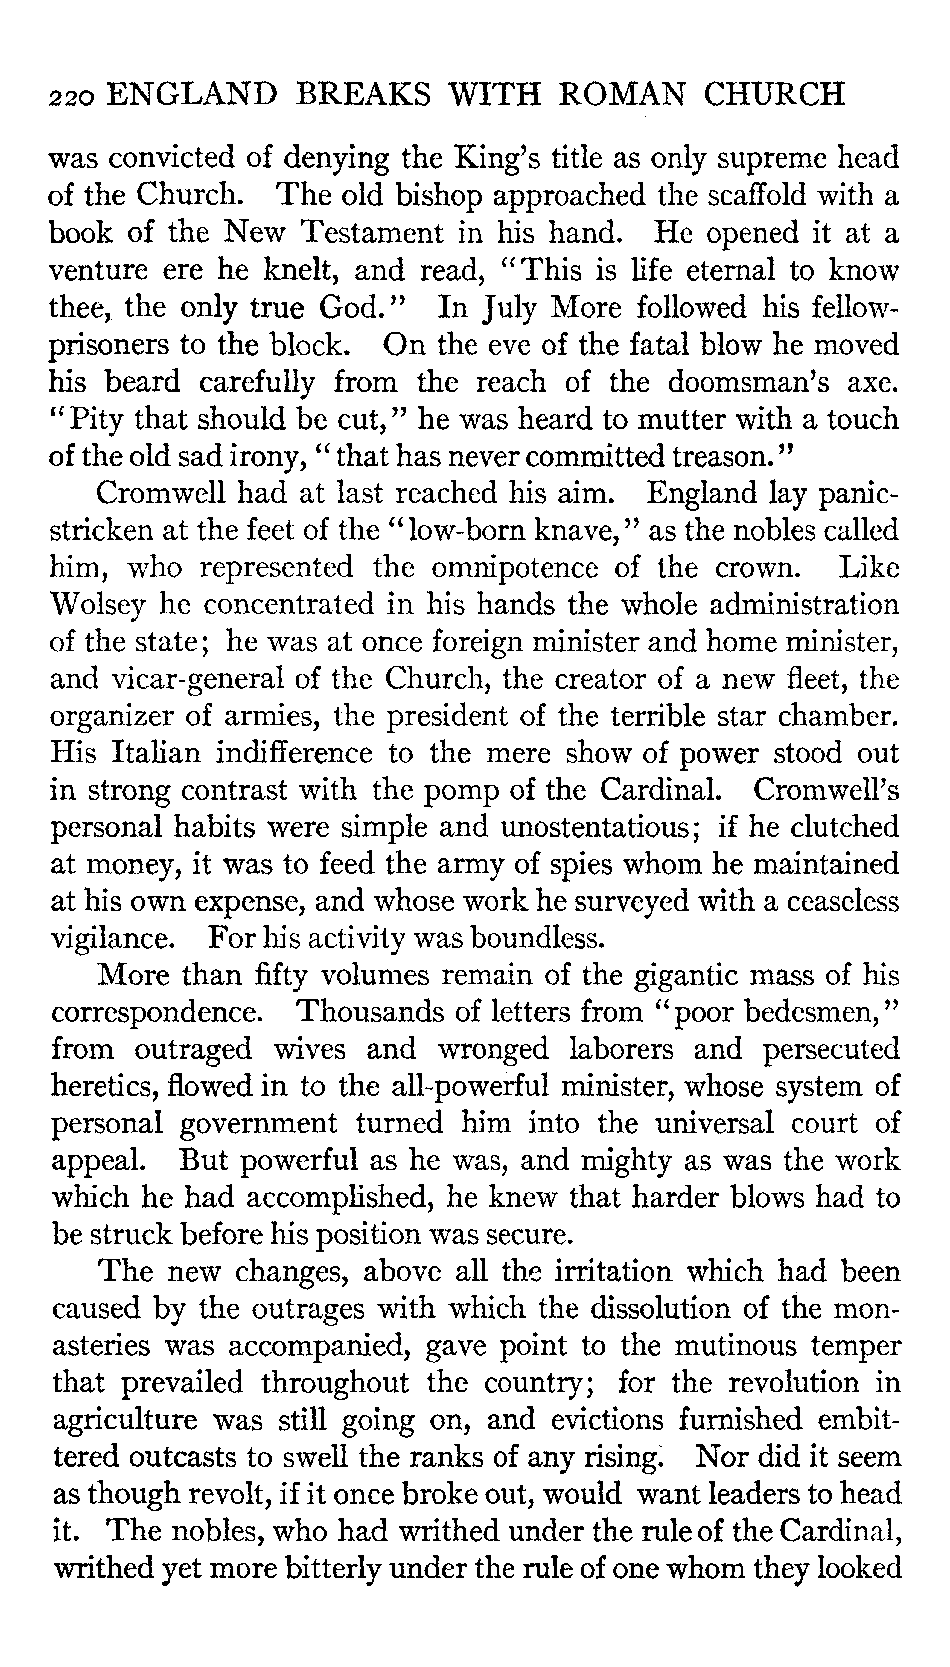 220 ENGLAND BREAKS WITH ROMAN CHURCH
was convicted of denying the King's title as only supreme head
of the Church. The old bishop approached the scaffold with a
book of the New Testament in his hand. He opened it at a
venture ere he knelt, and read, "This is life eternal to know
thee, the only true God." In July More followed his fellow-
prisoners to the block. On the eve of the fatal blow he moved
his beard carefully from the reach of the doomsman's axe.
"Pity that should be cut," he was heard to mutter with a touch
of the old sad irony, "that has never committed treason."
Cromwell had at last reached his aim. England lay panic-
stricken at the feet of the "low-born knave," as the nobles called
him, who represented the omnipotence of the crown. Like
Wolsey he concentrated in his hands the whole administration
of the state; he was at once foreign minister and home minister,
and vicar-general of the Church, the creator of a new fleet, the
organizer of armies, the president of the terrible star chamber.
His Italian indifference to the mere show of power stood out
in strong contrast with the pomp of the Cardinal. Cromwell's
personal habits were simple and unostentatious; if he clutched
at money, it was to feed the army of spies whom he maintained
at his own expense, and whose work he surveyed with a ceaseless
vigilance. For his activity was boundless.
More than fifty volumes remain of the gigantic mass of his
correspondence. Thousands of letters from "poor bedesmen,"
from outraged wives and wronged laborers and persecuted
heretics, flowed in to the all-powerful minister, whose system of
personal government turned him into the universal court of
appeal. But powerful as he was, and mighty as was the work
which he had accomplished, he knew that harder blows had to
be struck before his position was secure.
The new changes, above all the irritation which had been
caused by the outrages with which the dissolution of the mon-
asteries was accompanied, gave point to the mutinous temper
that prevailed throughout the country; for the revolution in
agriculture was still going on, and evictions furnished embit-
tered outcasts to swell the ranks of any rising. Nor did it seem
as though revolt, if it once broke out, would want leaders to head
it. The nobles, who had writhed under the rule of the Cardinal,
writhed yet more bitterly under the rule of one whom they looked